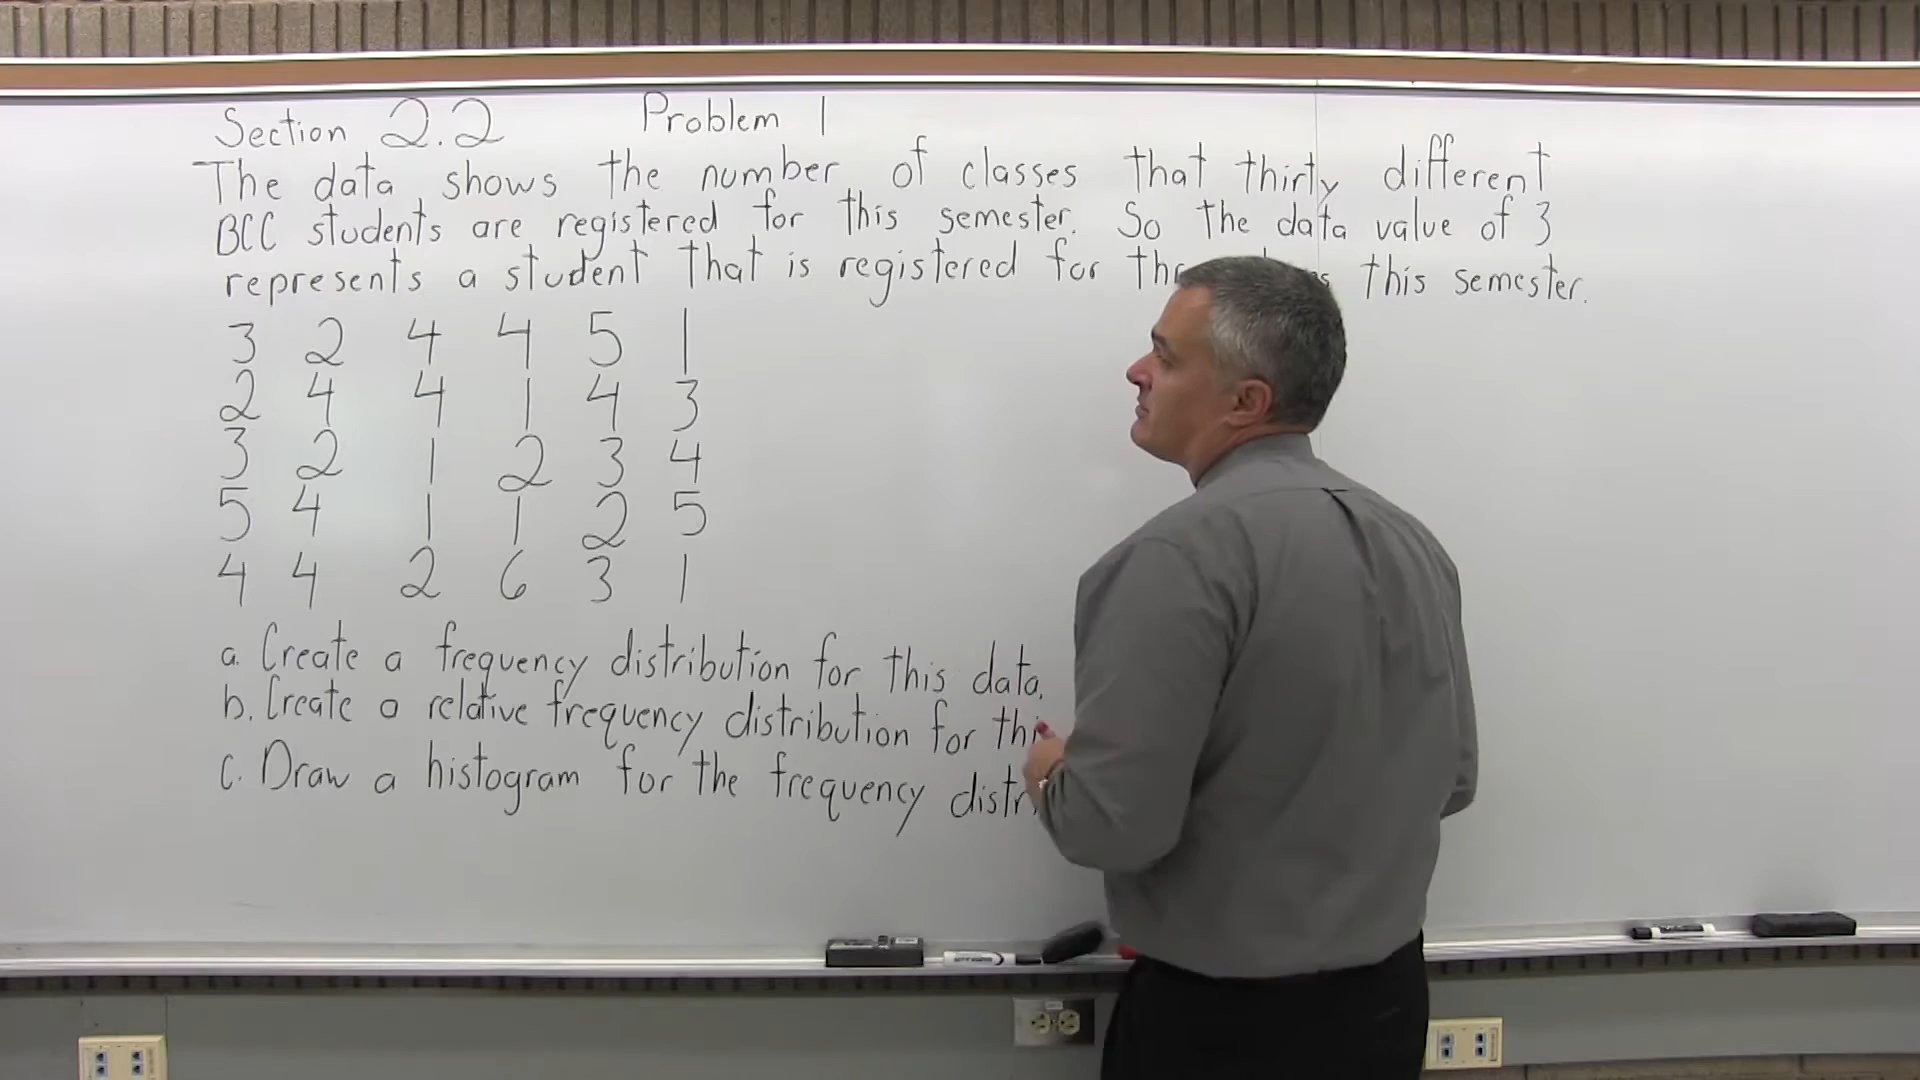 Section 2.2 Problem 1
The data shows the number of classes that thirty different
BCC students are registered for this semester. So the data value of 3
represents a student that is registered for this semester.
3 2 4 4 5 1
2 4 4 1 4 3
3 2 1 2 3 4
5 4 1 1 2 5
4 4 2 6 3 1
a. Create a frequency distribution for this data.
b. Create a relative frequency distribution for
c. Draw a histogram for the frequency